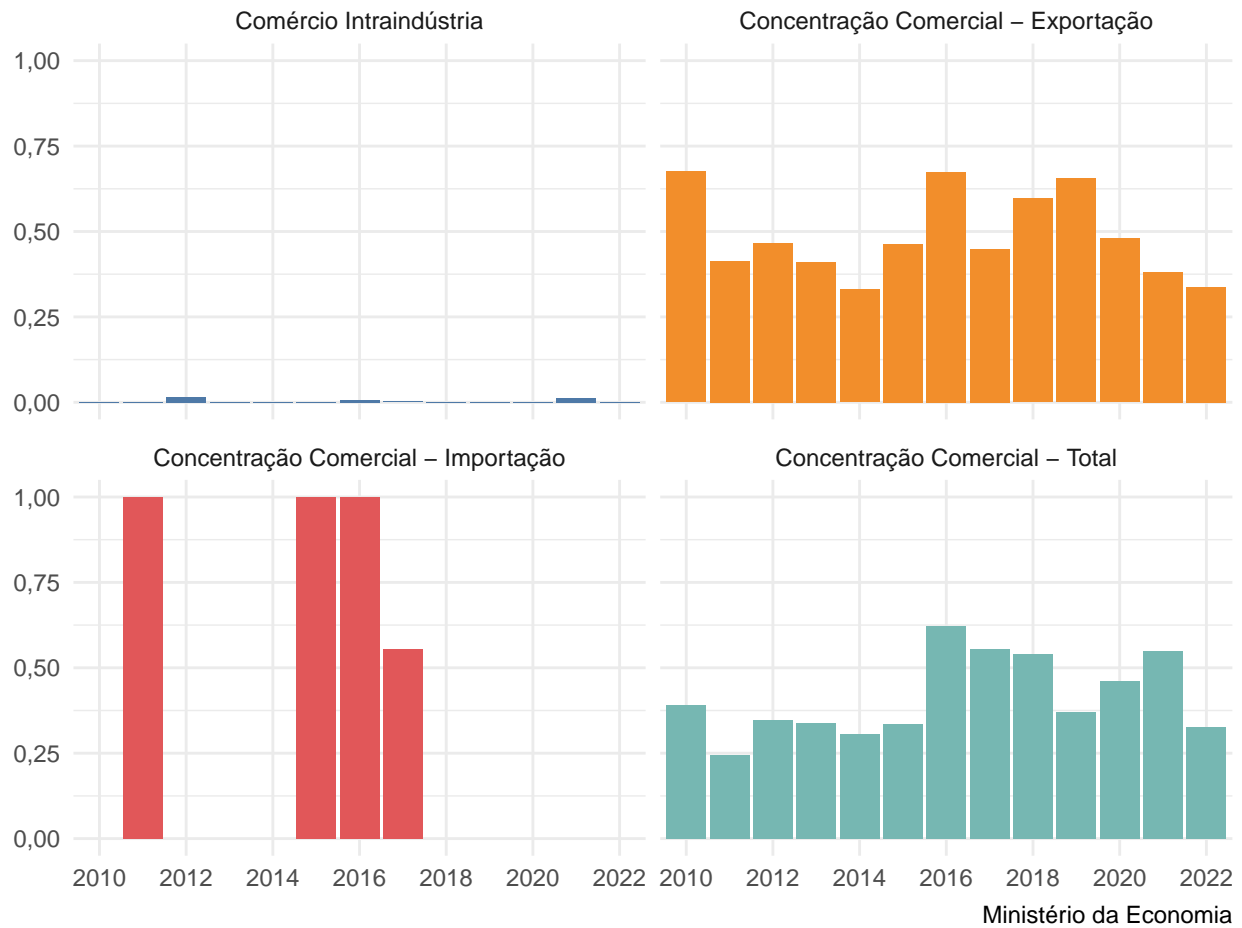 Comércio Intraindústria
Concentração Comercial – Exportação
1,00
0,75
0,50
0,25
0,00
Concentração Comercial – Importação
Concentração Comercial – Total
1,00
0,75
0,50
0,25
0,00
2010 2012 2014 2016 2018 2020 2022
2010 2012 2014 2016 2018 2020 2022
Ministério da Economia